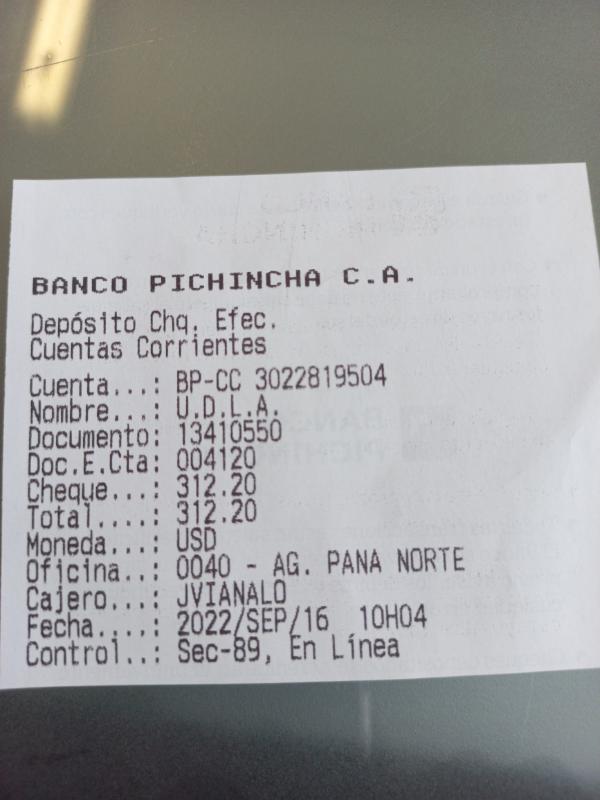 BANCO PICHINCHA C.A.
Depósito Chq. Efec.
Cuentas Corrientes
Cuenta...: BP-CC 3022819504
Nombre...: U.D.L.A.
Documento: 13410550
Doc.E.Cta: 004120
Cheque...: 312.20
Total....: 312.20
Moneda...: USD
Oficina..: 0040 - AG. PANA NORTE
Cajero...: JVIANALO
Fecha....: 2022/SEP/16 10H04
Control..: Sec-89, En Línea